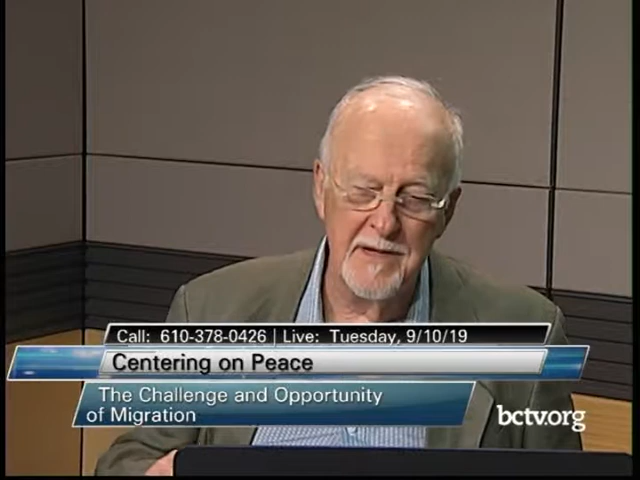 Call: 610-378-0426 | Live: Tuesday, 9/10/19
Centering on Peace
The Challenge and Opportunity
of Migration
bctv.org